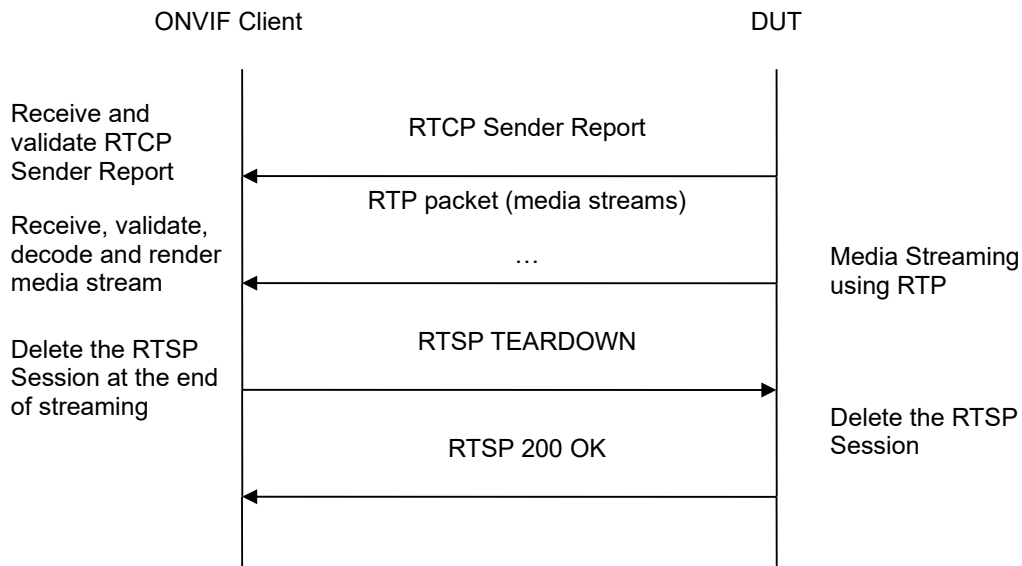 ONVIF Client
DUT
Receive and
validate RTCP
Sender Report
RTCP Sender Report
RTP packet (media streams)
Receive, validate,
decode and render
media stream
…
Media Streaming
using RTP
RTSP TEARDOWN
Delete the RTSP
Session at the end
of streaming
Delete the RTSP
Session
RTSP 200 OK